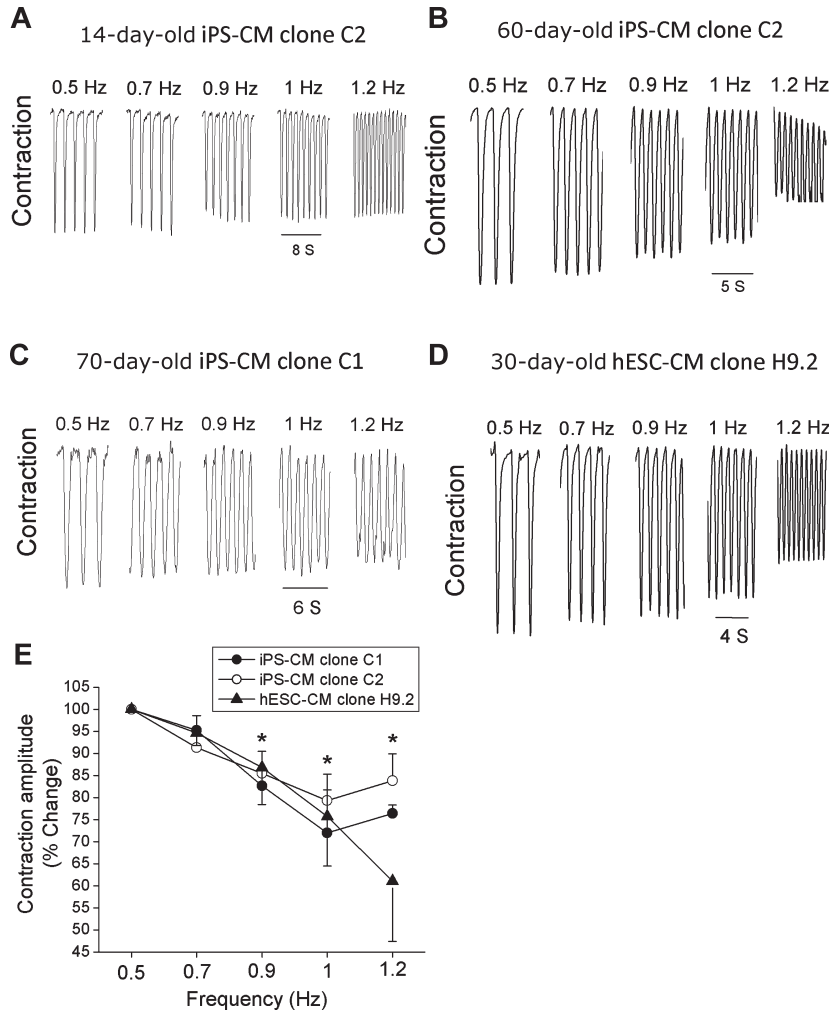 A
14-day-old iPS-CM clone C2
0.5 Hz 0.7 Hz 0.9 Hz 1 Hz 1.2 Hz
Contraction
8 S
B
60-day-old iPS-CM clone C2
0.5 Hz 0.7 Hz 0.9 Hz 1 Hz 1.2 Hz
Contraction
5 S
C
70-day-old iPS-CM clone C1
0.5 Hz 0.7 Hz 0.9 Hz 1 Hz 1.2 Hz
Contraction
6 S
D
30-day-old hESC-CM clone H9.2
0.5 Hz 0.7 Hz 0.9 Hz 1 Hz 1.2 Hz
Contraction
4 S
E
iPS-CM clone C1
iPS-CM clone C2
hESC-CM clone H9.2
Contraction amplitude
(% Change)
105
100
95
90
85
80
75
70
65
60
55
50
45
* * *
0.5 0.7 0.9 1 1.2
Frequency (Hz)